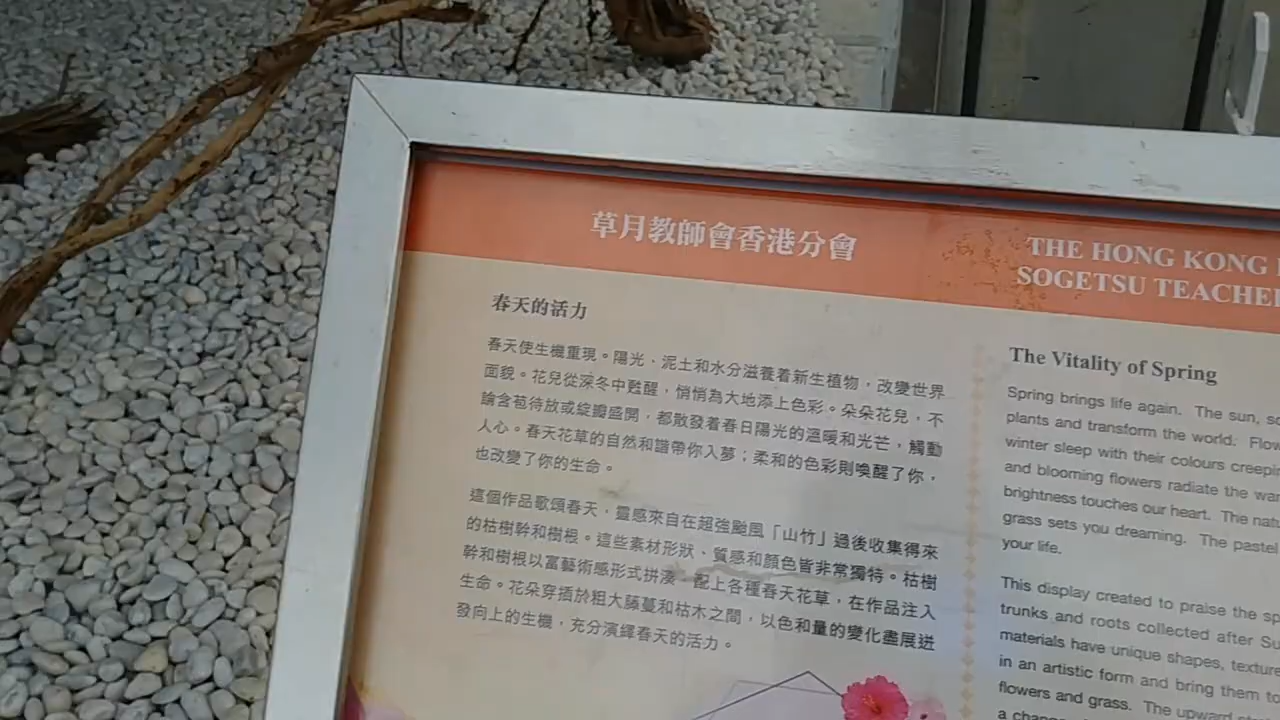 草月教師會香港分會
春天的活力
春天使生機重現。陽光、泥土和水分滋養着新生植物，改變世界
面貌。花兒從深冬中甦醒，悄悄為大地添上色彩。朵朵花兒，不
論含苞待放或綻瓣盛開，都散發着春日陽光的溫暖和光芒，觸動
人心。春天花草的自然和諧帶你入夢；柔和的色彩則喚醒了你，
也改變了你的生命。
這個作品歌頌春天，靈感來自在超強颱風「山竹」過後收集得來
的枯樹幹和樹根。這些素材形狀、質感和顏色皆非常獨特。枯樹
幹和樹根以富藝術感形式拼湊，配上各種春天花草，在作品注入
生命。花朵穿插於粗大藤蔓和枯木之間，以色和量的變化盡展迸
發向上的生機，充分演繹春天的活力。
THE HONG KONG
SOGETSU TEACHE
The Vitality of Spring
Spring brings life again. The sun,
plants and transform the world. Flow
winter sleep with their colours creepin
and blooming flowers radiate the war
brightness touches our heart. The natu
grass sets you dreaming. The pastel
your life.
This display created to praise the sp
trunks and roots collected after Su
materials have unique shapes, texture
in an artistic form and bring them to
flowers and grass. The upward
a chang